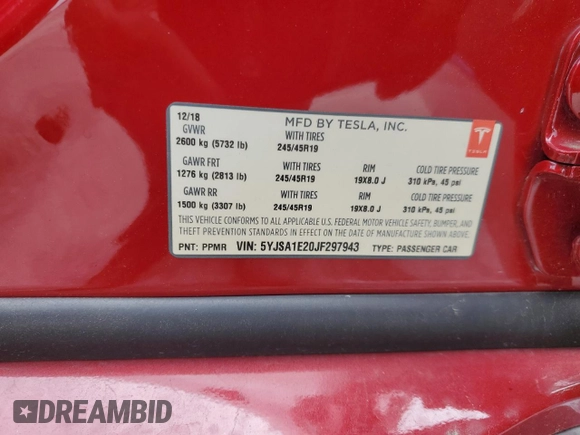 12/18 MFD BY TESLA, INC.
GVWR WITH TIRES
2600 kg (5732 lb) 245/45R19
GAWR FRT WITH TIRES RIM COLD TIRE PRESSURE
1276 kg (2813 lb) 245/45R19 19X8.0 J 310 kPa, 45 psi
GAWR RR WITH TIRES RIM COLD TIRE PRESSURE
1500 kg (3307 lb) 245/45R19 19X8.0 J 310 kPa, 45 psi
THIS VEHICLE CONFORMS TO ALL APPLICABLE U.S. FEDERAL MOTOR VEHICLE SAFETY, BUMPER, AND
THEFT PREVENTION STANDARDS IN EFFECT ON THE DATE OF MANUFACTURE SHOWN ABOVE.
PNT: PPMR VIN: 5YJSA1E20JF297943 TYPE: PASSENGER CAR
TESLA
DREAMBID